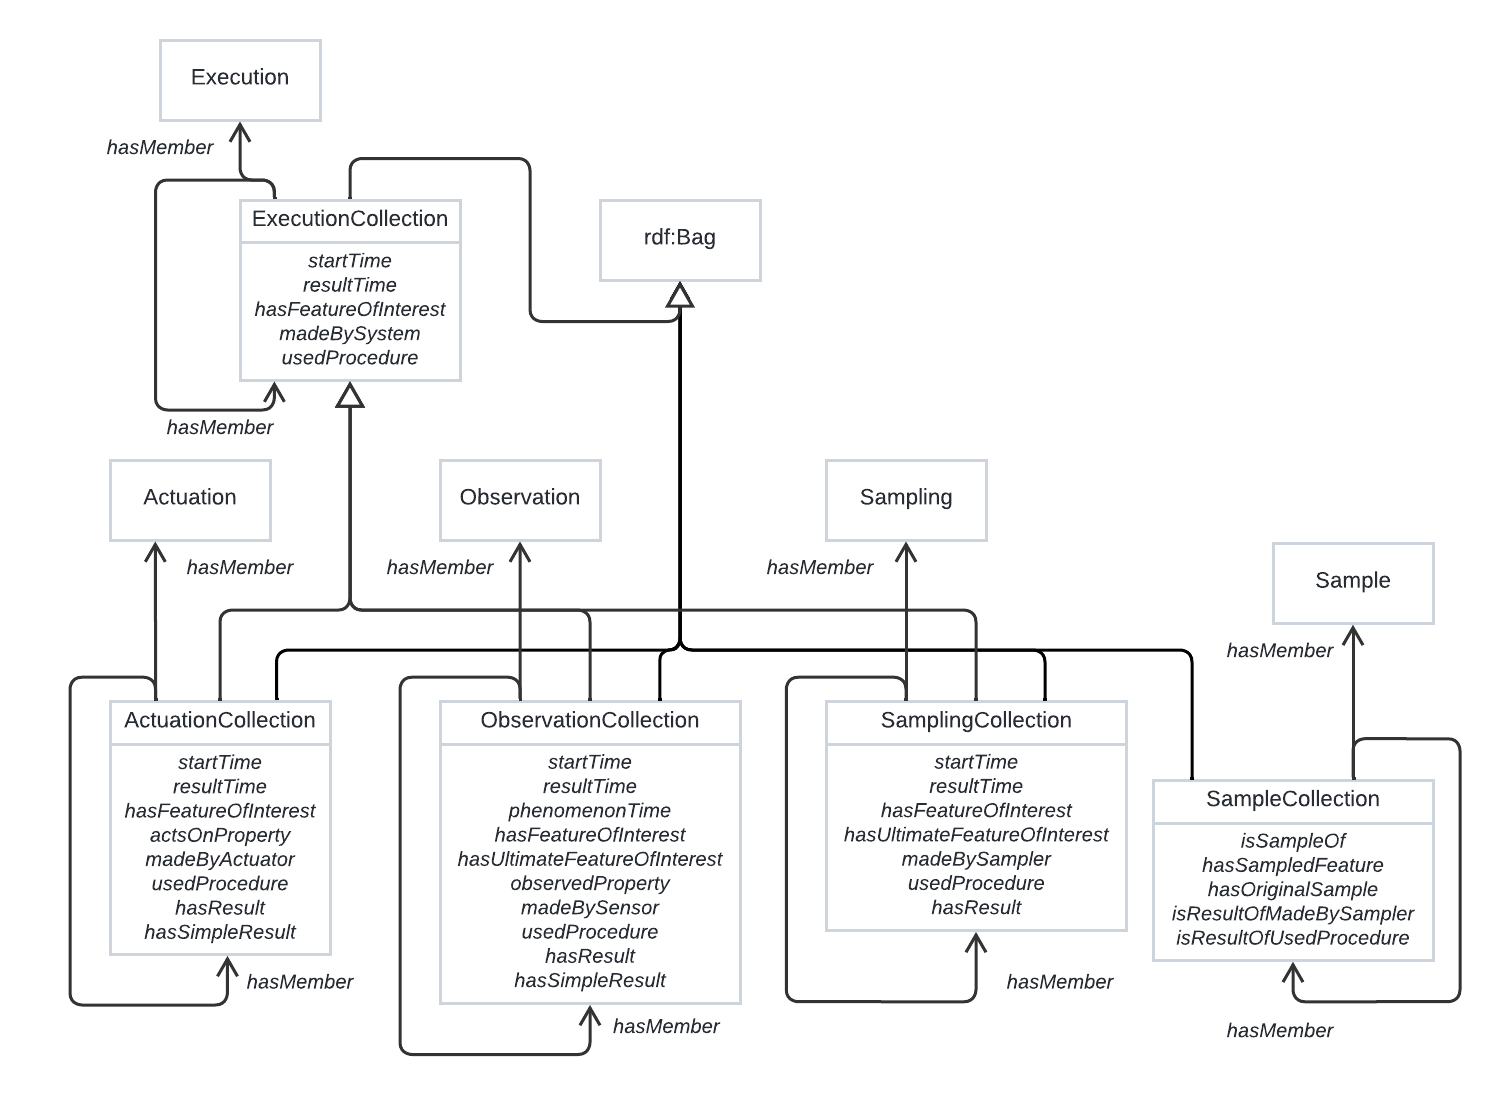 Execution
hasMember
ExecutionCollection
startTime
resultTime
hasFeatureOfInterest
madeBySystem
usedProcedure
rdf:Bag
hasMember
Actuation
Observation
Sampling
hasMember
hasMember
hasMember
Sample
hasMember
ActuationCollection
startTime
resultTime
hasFeatureOfInterest
actsOnProperty
madeByActuator
usedProcedure
hasResult
hasSimpleResult
hasMember
ObservationCollection
startTime
resultTime
phenomenonTime
hasFeatureOfInterest
hasUltimateFeatureOfInterest
observedProperty
madeBySensor
usedProcedure
hasResult
hasSimpleResult
hasMember
SamplingCollection
startTime
resultTime
hasFeatureOfInterest
hasUltimateFeatureOfInterest
madeBySampler
usedProcedure
hasResult
hasMember
SampleCollection
isSampleOf
hasSampledFeature
hasOriginalSample
isResultOfMadeBySampler
isResultOfUsedProcedure
hasMember